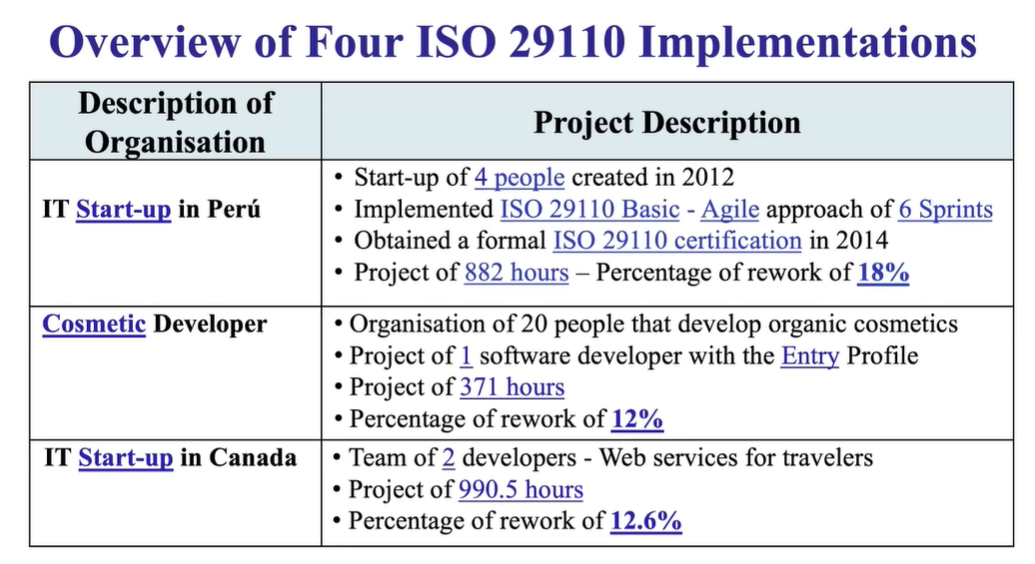 Overview of Four ISO 29110 Implementations
Description of
Organisation
Project Description
IT Start-up in Perú
• Start-up of 4 people created in 2012
• Implemented ISO 29110 Basic - Agile approach of 6 Sprints
• Obtained a formal ISO 29110 certification in 2014
• Project of 882 hours – Percentage of rework of 18%
Cosmetic Developer
• Organisation of 20 people that develop organic cosmetics
• Project of 1 software developer with the Entry Profile
• Project of 371 hours
• Percentage of rework of 12%
IT Start-up in Canada
• Team of 2 developers - Web services for travelers
• Project of 990.5 hours
• Percentage of rework of 12.6%